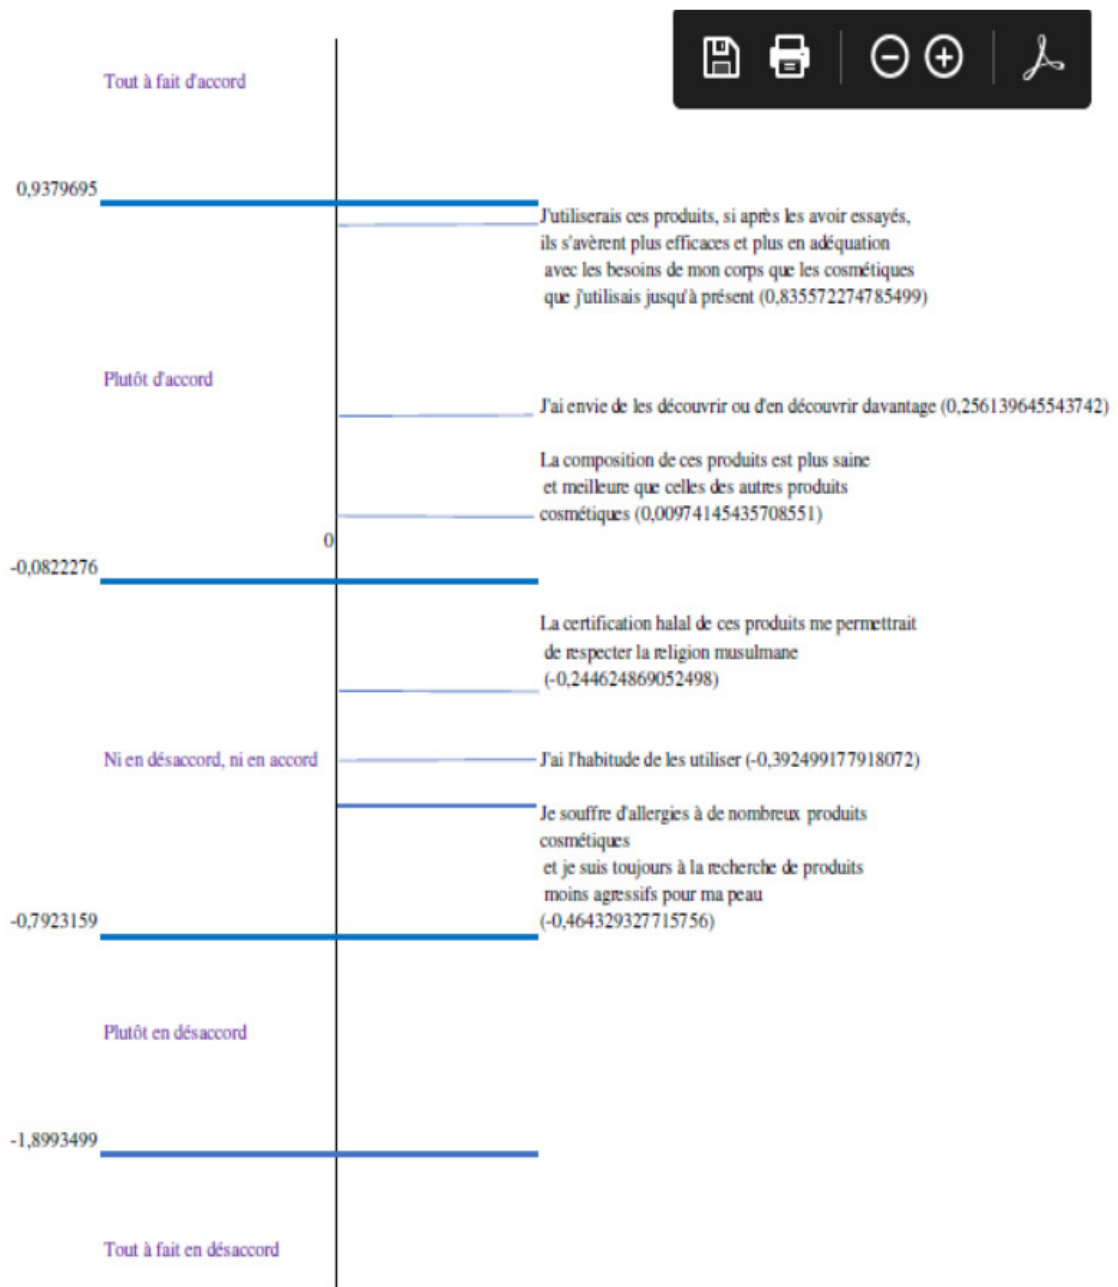 Tout à fait d'accord
0,9379695
J'utiliserais ces produits, si après les avoir essayés,
ils s'avèrent plus efficaces et plus en adéquation
avec les besoins de mon corps que les cosmétiques
que j'utilisais jusqu'à présent (0,835572274785499)
Plutôt d'accord
J'ai envie de les découvrir ou d'en découvrir davantage (0,256139645543742)
La composition de ces produits est plus saine
et meilleure que celles des autres produits
cosmétiques (0,00974145435708551)
0
-0,0822276
La certification halal de ces produits me permettrait
de respecter la religion musulmane
(-0,244624869052498)
Ni en désaccord, ni en accord
J'ai l'habitude de les utiliser (-0,392499177918072)
Je souffre d'allergies à de nombreux produits
cosmétiques
et je suis toujours à la recherche de produits
moins agressifs pour ma peau
(-0,464329327715756)
-0,7923159
Plutôt en désaccord
-1,8993499
Tout à fait en désaccord